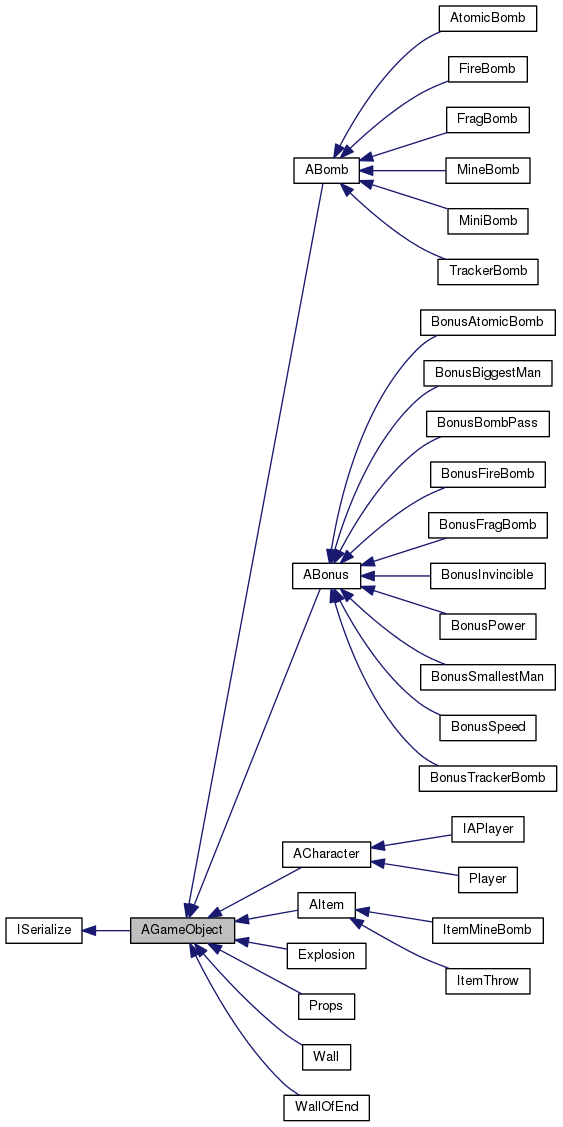 AtomicBomb
FireBomb
FragBomb
ABomb
MineBomb
MiniBomb
TrackerBomb
BonusAtomicBomb
BonusBiggestMan
BonusBombPass
BonusFireBomb
BonusFragBomb
ABonus
BonusInvincible
BonusPower
BonusSmallestMan
BonusSpeed
BonusTrackerBomb
IAPlayer
ACharacter
Player
AItem
ISerialize
AGameObject
ItemMineBomb
Explosion
ItemThrow
Props
Wall
WallOfEnd